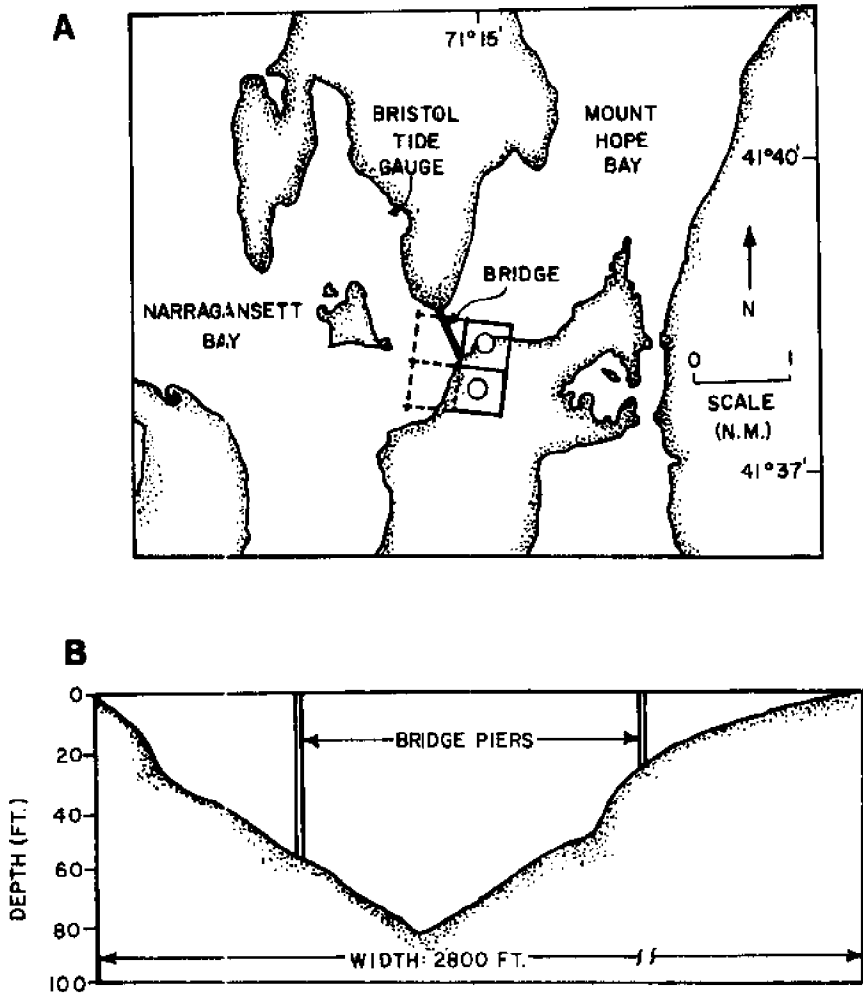 A
71°15'
BRISTOL
TIDE
GAUGE
MOUNT
HOPE
BAY
41°40'
BRIDGE
N
NARRAGANSETT
BAY
0 1
SCALE
(N.M.)
41°37'
B
0
20
40
60
80
100
DEPTH (FT.)
BRIDGE PIERS
WIDTH: 2800 FT.